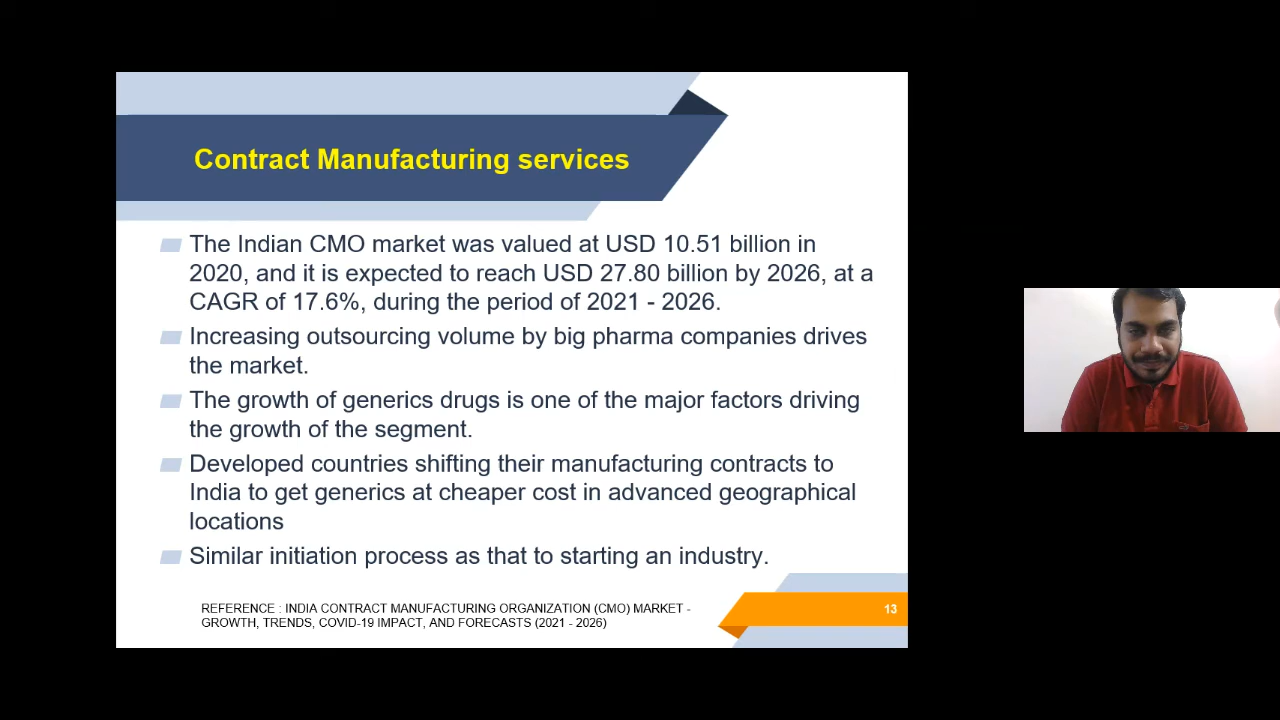 Contract Manufacturing services
The Indian CMO market was valued at USD 10.51 billion in
2020, and it is expected to reach USD 27.80 billion by 2026, at a
CAGR of 17.6%, during the period of 2021 - 2026.
Increasing outsourcing volume by big pharma companies drives
the market.
The growth of generics drugs is one of the major factors driving
the growth of the segment.
Developed countries shifting their manufacturing contracts to
India to get generics at cheaper cost in advanced geographical
locations
Similar initiation process as that to starting an industry.
REFERENCE : INDIA CONTRACT MANUFACTURING ORGANIZATION (CMO) MARKET -
GROWTH, TRENDS, COVID-19 IMPACT, AND FORECASTS (2021 - 2026)
13